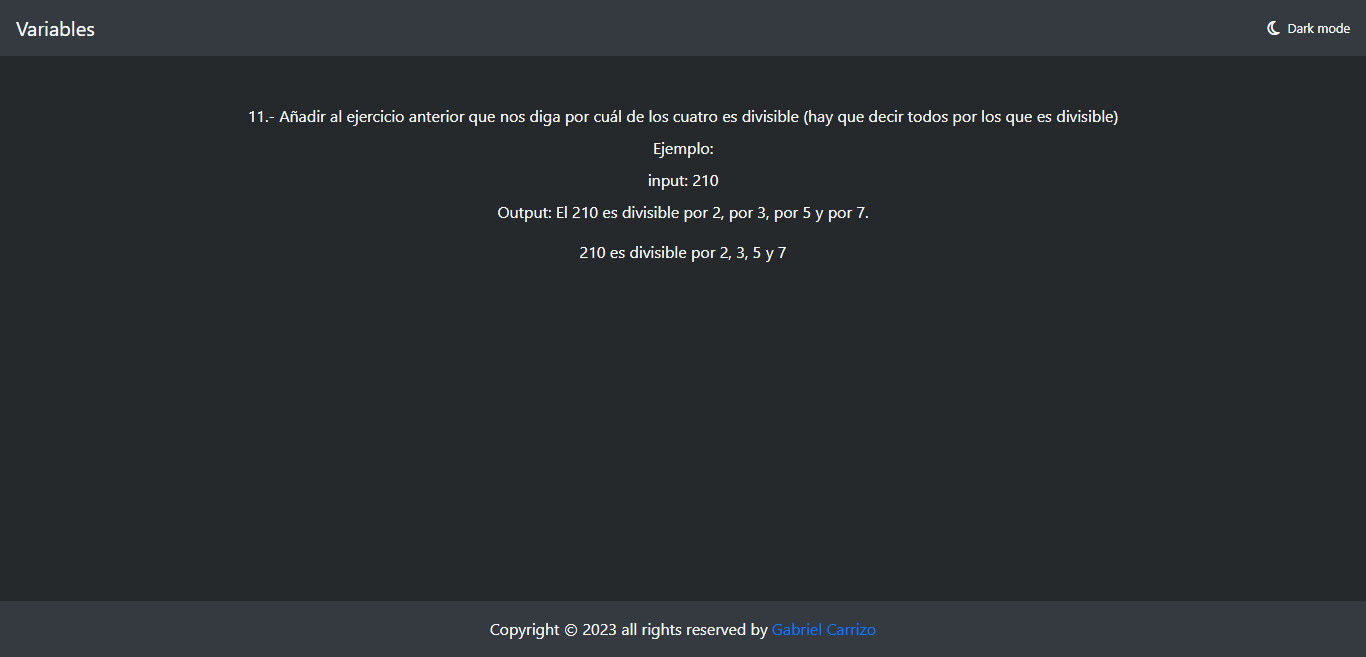 Variables
Dark mode
11.- Añadir al ejercicio anterior que nos diga por cuál de los cuatro es divisible (hay que decir todos por los que es divisible)
Ejemplo:
input: 210
Output: El 210 es divisible por 2, por 3, por 5 y por 7.
210 es divisible por 2, 3, 5 y 7
Copyright © 2023 all rights reserved by Gabriel Carrizo